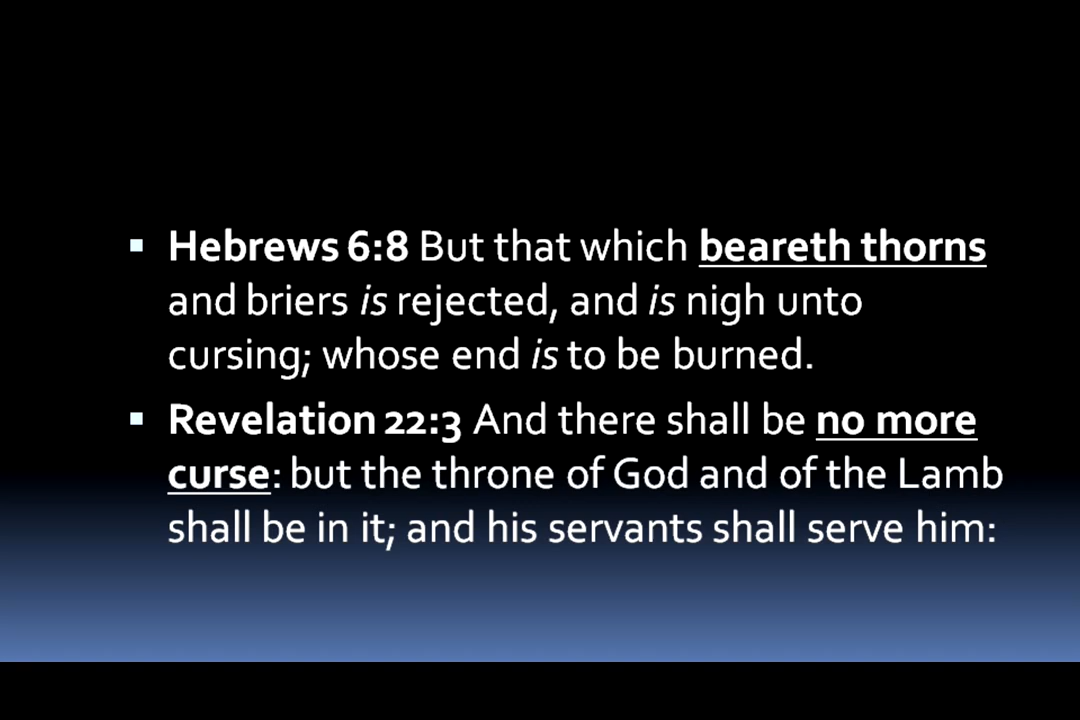 Hebrews 6:8 But that which beareth thorns
and briers is rejected, and is nigh unto
cursing; whose end is to be burned.
Revelation 22:3 And there shall be no more
curse: but the throne of God and of the Lamb
shall be in it; and his servants shall serve him: